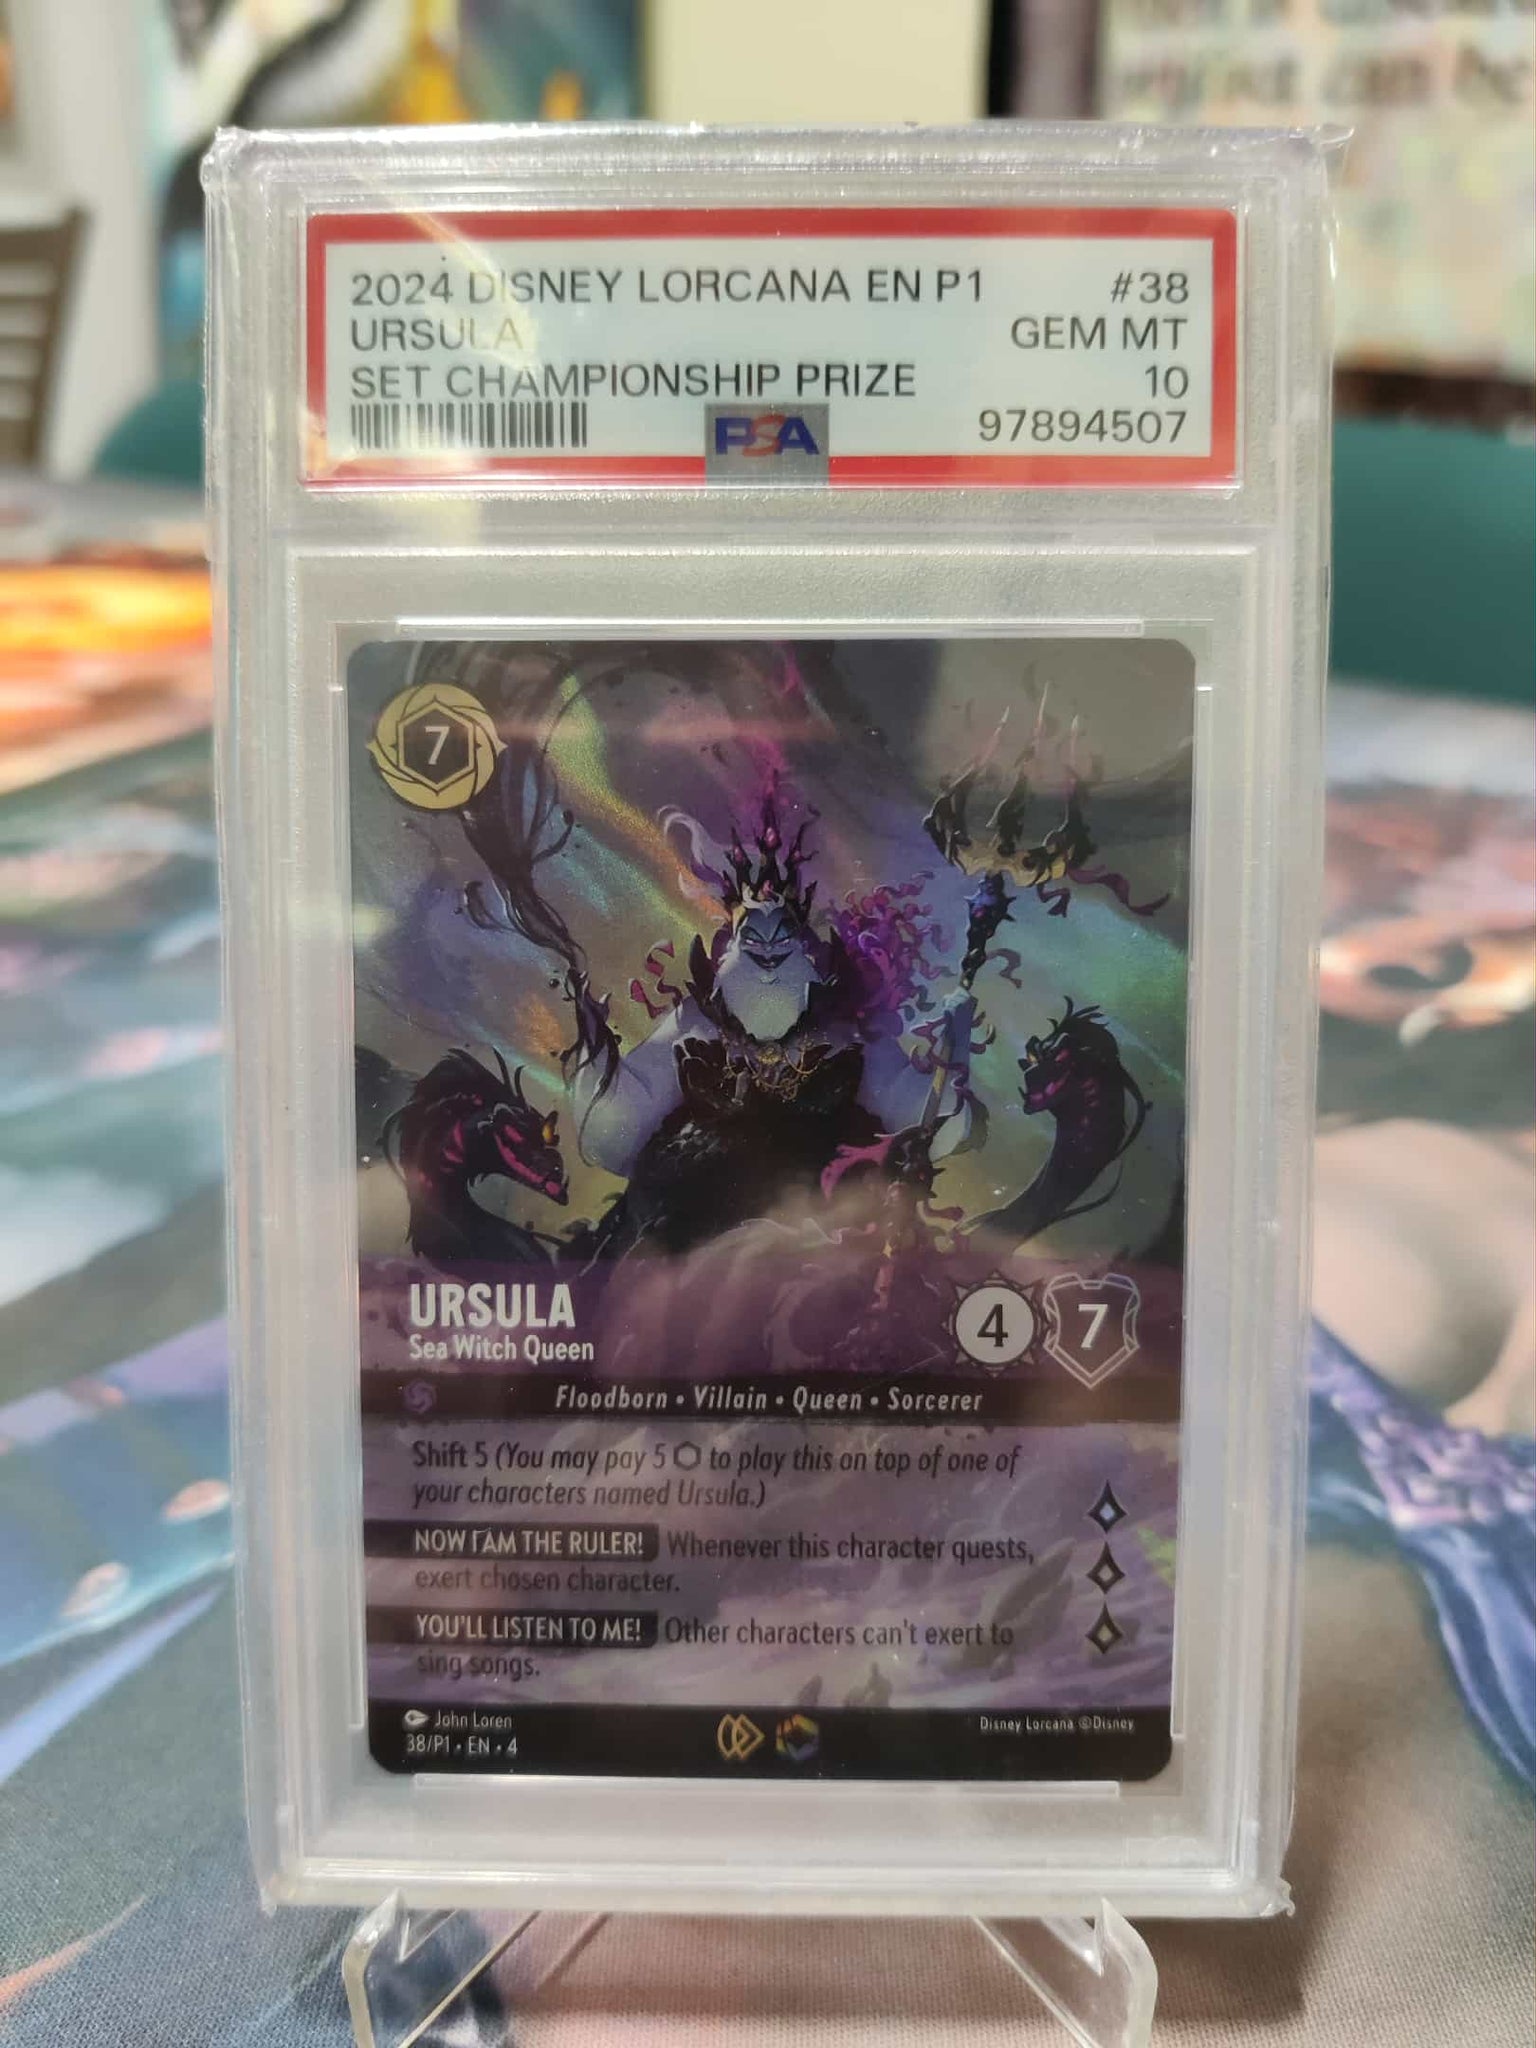 2024 DISNEY LORCANA EN P1 #38
URSULA GEM MT
SET CHAMPIONSHIP PRIZE 10
PSA 97894507
7
URSULA
Sea Witch Queen
4 7
Floodborn • Villain • Queen • Sorcerer
Shift 5 (You may pay 5 ⬡ to play this on top of one of
your characters named Ursula.)
NOW I AM THE RULER! Whenever this character quests,
exert chosen character.
YOU'LL LISTEN TO ME! Other characters can't exert to
sing songs.
John Loren
38/P1 • EN • 4
Disney Lorcana ©Disney